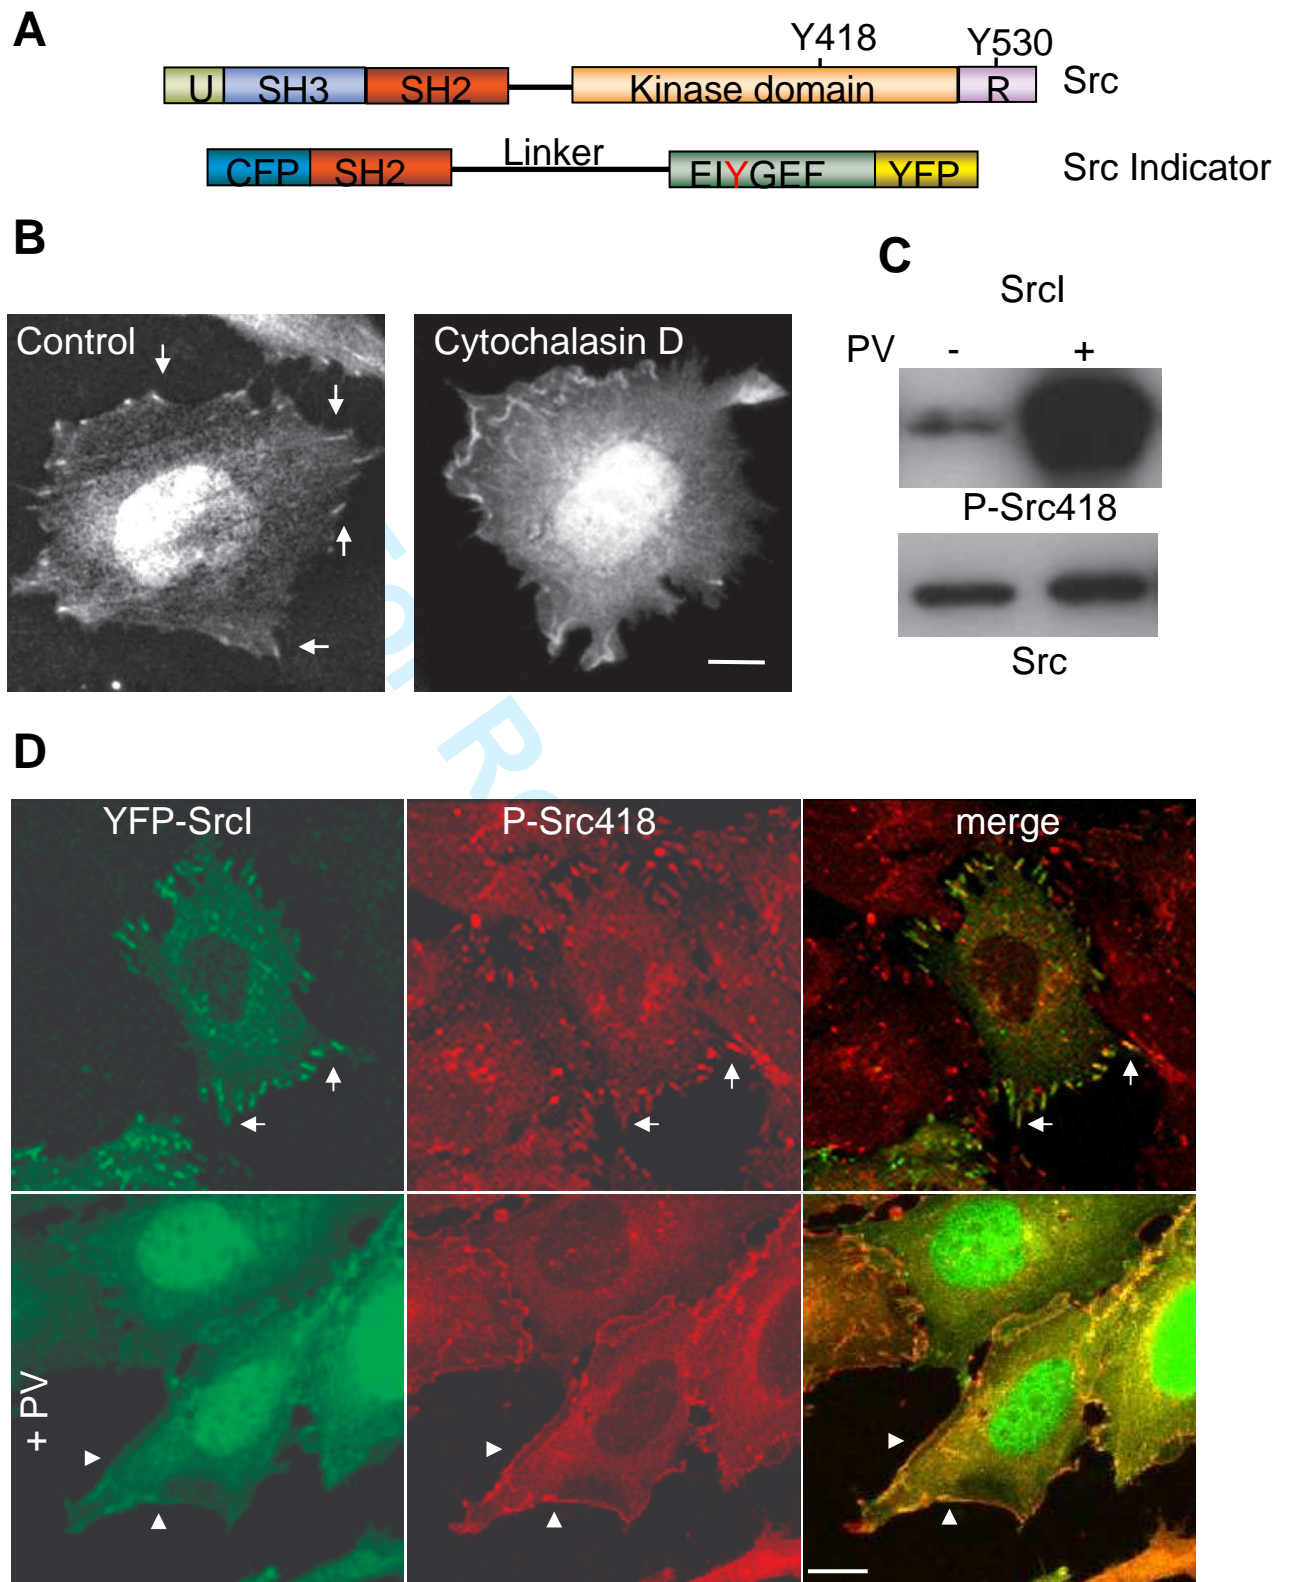 A
Y418
Y530
U SH3 SH2 Kinase domain R Src
Linker
CFP SH2 EIYGEF YFP Src Indicator
B
C
SrcI
Control
Cytochalasin D
PV - +
P-Src418
Src
D
YFP-SrcI P-Src418 merge
+ PV